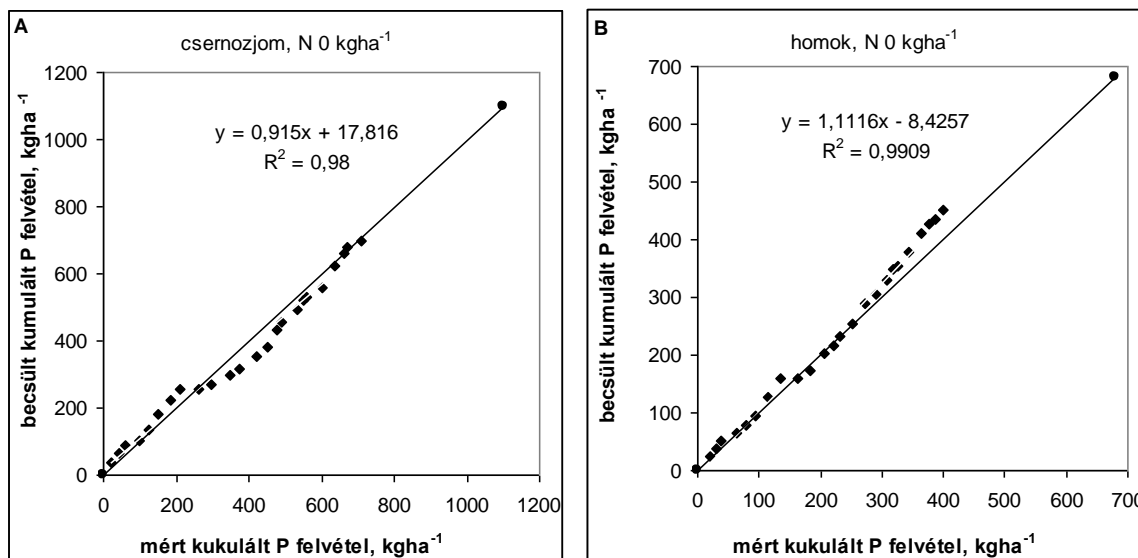 A
csernozjom, N 0 kgha⁻¹
becsült kumulált P felvétel, kgha ⁻¹
1200
1000
800
600
400
200
0
y = 0,915x + 17,816
R² = 0,98
0 200 400 600 800 1000 1200
mért kukulált P felvétel, kgha⁻¹
B
homok, N 0 kgha⁻¹
becsült kumulált P felvétel, kgha ⁻¹
700
600
500
400
300
200
100
0
y = 1,1116x - 8,4257
R² = 0,9909
0 100 200 300 400 500 600 700
mért kukulált P felvétel, kgha⁻¹